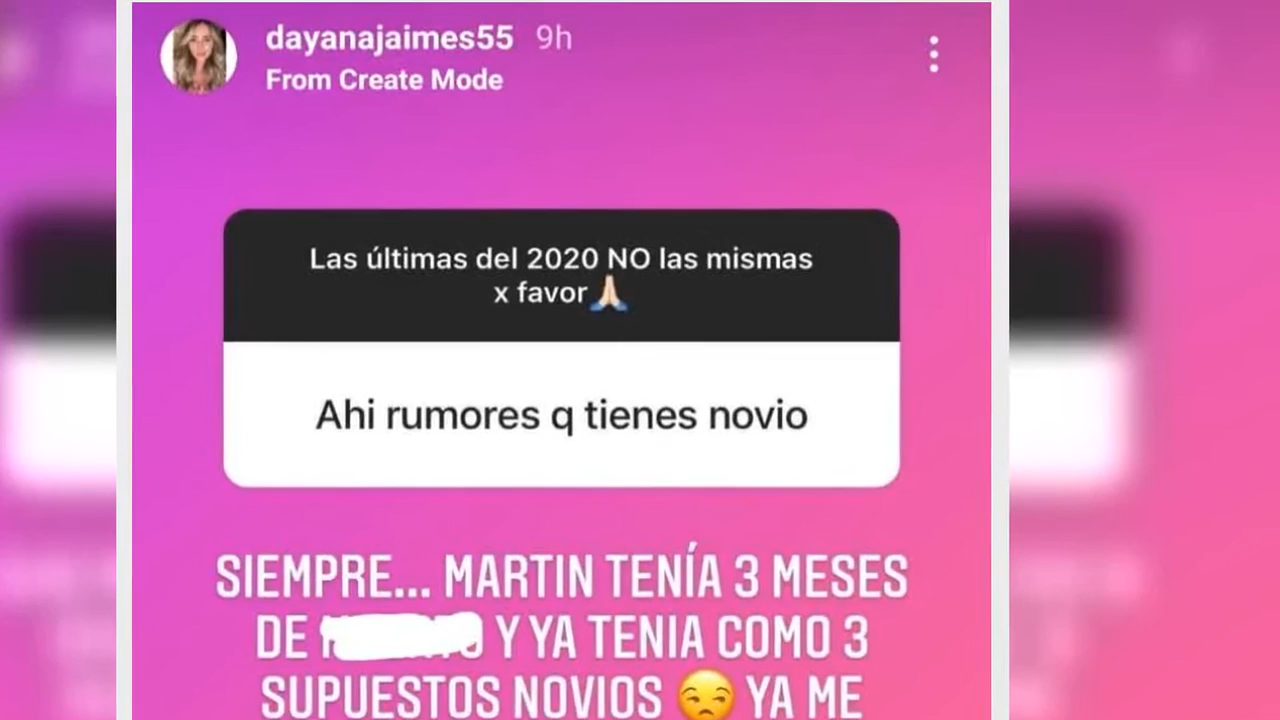 dayanajaimes55 9h
From Create Mode
Las últimas del 2020 NO las mismas
x favor🙏🏻
Ahi rumores q tienes novio
SIEMPRE... MARTIN TENÍA 3 MESES
DE Y YA TENIA COMO 3
SUPUESTOS NOVIOS 😒 YA ME